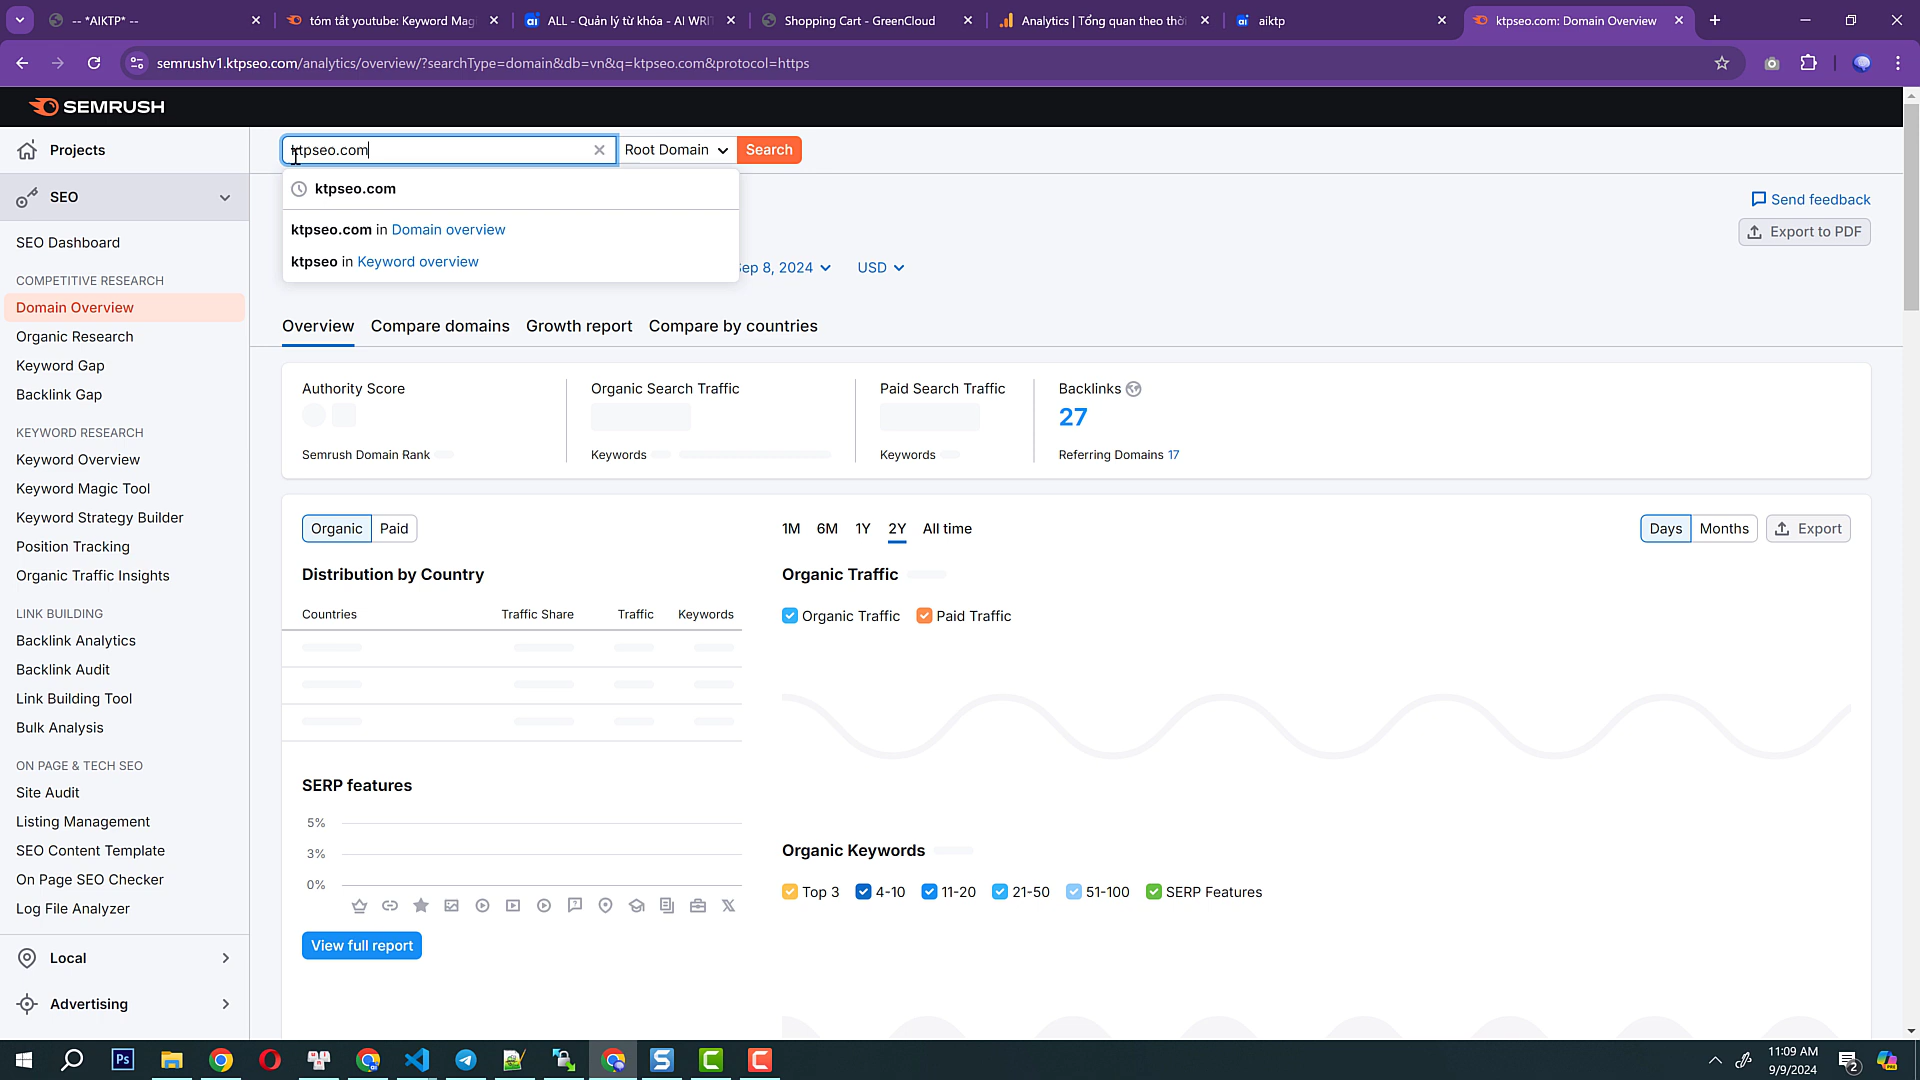 -- *AIKTP* --
tóm tắt youtube: Keyword Mag
ALL - Quản lý từ khóa - AI WRI
Shopping Cart - GreenCloud
Analytics | Tổng quan theo thời
aiktp
ktpseo.com: Domain Overview
semrushv1.ktpseo.com/analytics/overview/?searchType=domain&db=vn&q=ktpseo.com&protocol=https
SEMRUSH
Projects
SEO
SEO Dashboard
COMPETITIVE RESEARCH
Domain Overview
Organic Research
Keyword Gap
Backlink Gap
KEYWORD RESEARCH
Keyword Overview
Keyword Magic Tool
Keyword Strategy Builder
Position Tracking
Organic Traffic Insights
LINK BUILDING
Backlink Analytics
Backlink Audit
Link Building Tool
Bulk Analysis
ON PAGE & TECH SEO
Site Audit
Listing Management
SEO Content Template
On Page SEO Checker
Log File Analyzer
Local
Advertising
ktpseo.com
Root Domain
Search
ktpseo.com
ktpseo.com in Domain overview
ktpseo in Keyword overview
Send feedback
Export to PDF
Sep 8, 2024
USD
Overview
Compare domains
Growth report
Compare by countries
Authority Score
Semrush Domain Rank
Organic Search Traffic
Keywords
Paid Search Traffic
Keywords
Backlinks
27
Referring Domains 17
Organic
Paid
1M 6M 1Y 2Y All time
Days
Months
Export
Distribution by Country
Countries Traffic Share Traffic Keywords
Organic Traffic
Organic Traffic
Paid Traffic
SERP features
5%
3%
0%
View full report
Organic Keywords
Top 3
4-10
11-20
21-50
51-100
SERP Features
11:09 AM
9/9/2024
2